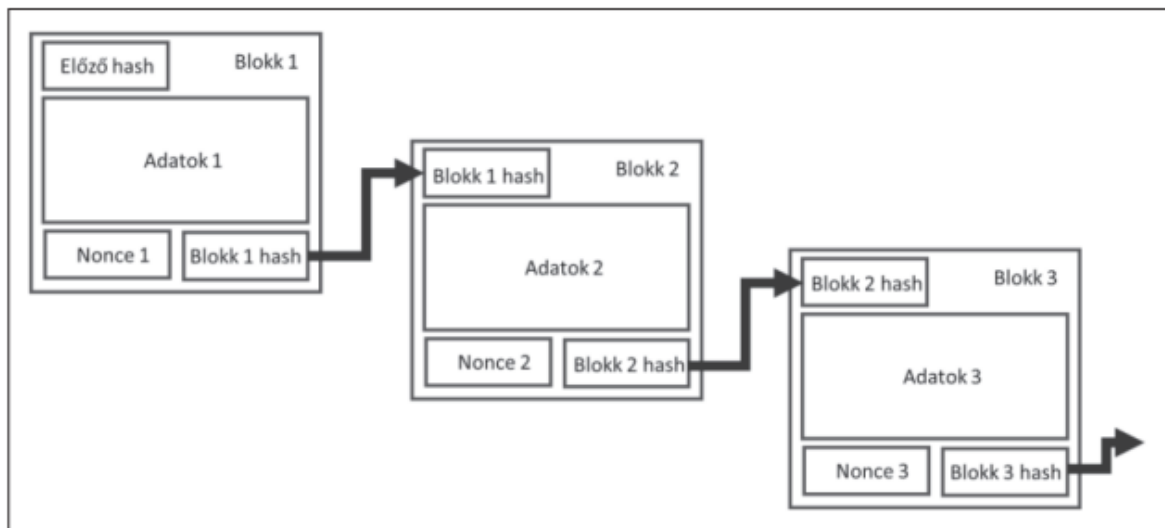 Előző hash
Blokk 1
Adatok 1
Nonce 1
Blokk 1 hash
Blokk 1 hash
Blokk 2
Adatok 2
Nonce 2
Blokk 2 hash
Blokk 2 hash
Blokk 3
Adatok 3
Nonce 3
Blokk 3 hash